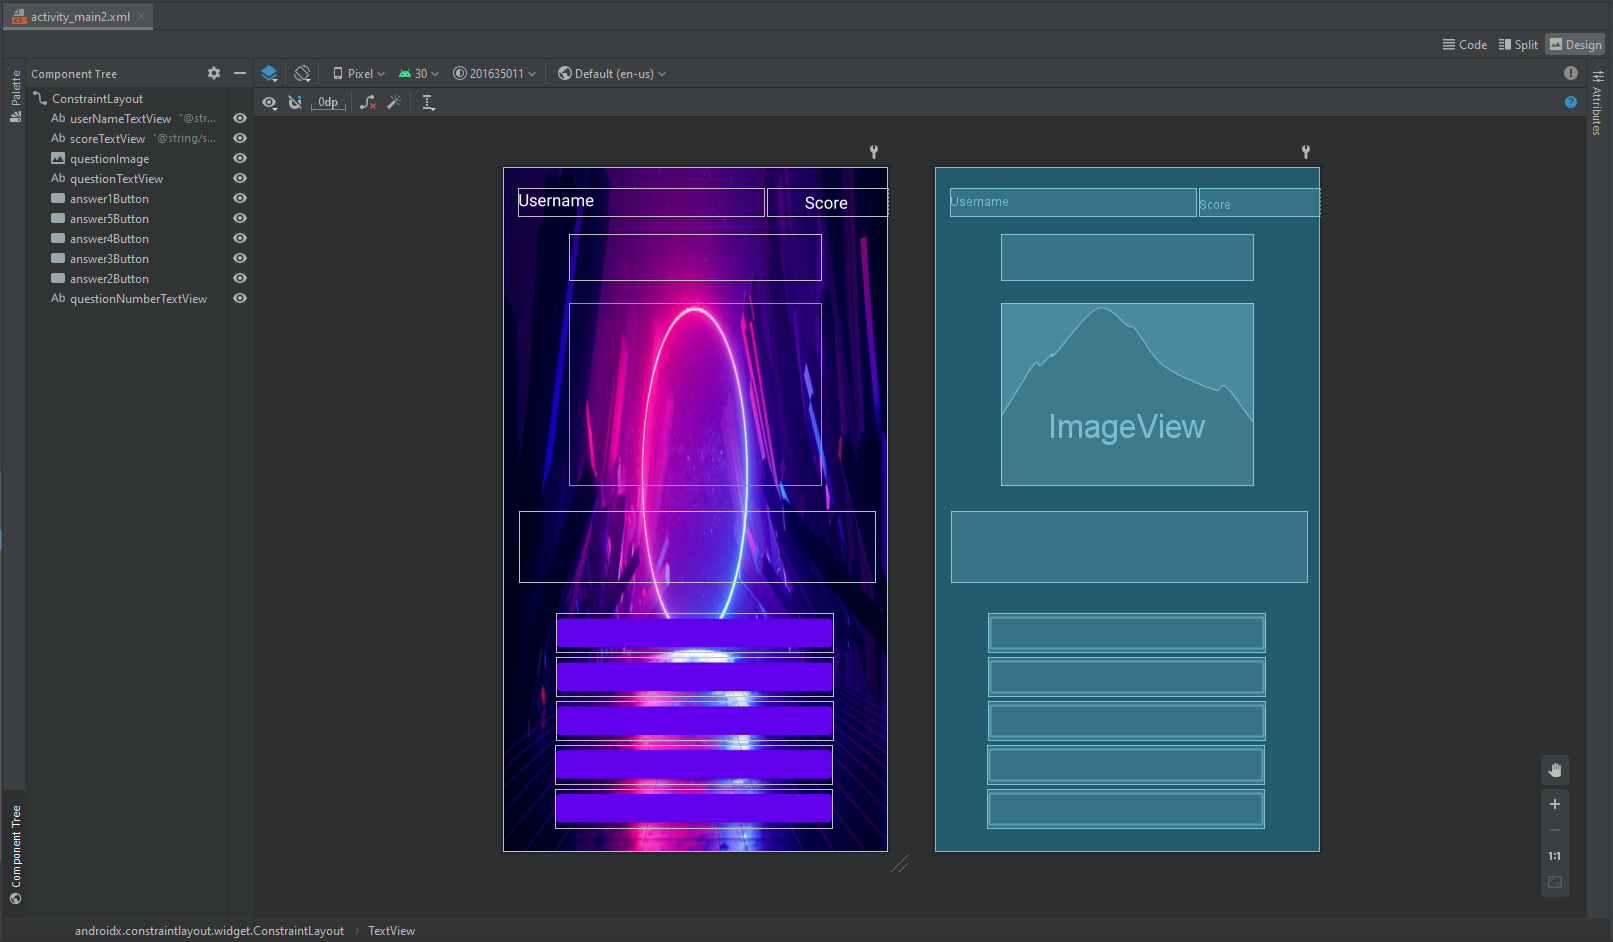 activity_main2.xml
Code
Split
Design
Palette
Component Tree
Pixel
30
201635011
Default (en-us)
Attributes
0dp
ConstraintLayout
Ab userNameTextView "@str...
Ab scoreTextView "@string/s...
questionImage
Ab questionTextView
answer1Button
answer5Button
answer4Button
answer3Button
answer2Button
Ab questionNumberTextView
Username
Score
Username
Score
ImageView
Component Tree
1:1
androidx.constraintlayout.widget.ConstraintLayout
TextView